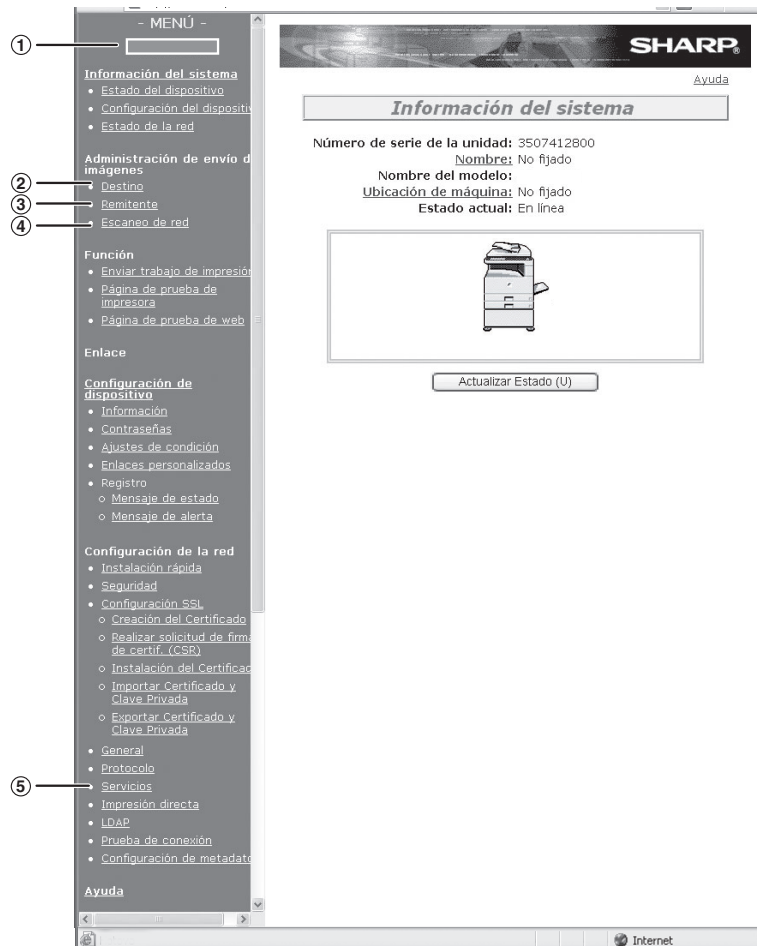 - MENÚ -
①
Información del sistema
• Estado del dispositivo
• Configuración del dispositiv
• Estado de la red
Administración de envío d
imágenes
② • Destino
③ • Remitente
④ • Escaneo de red
Función
• Enviar trabajo de impresión
• Página de prueba de
impresora
• Página de prueba de web
Enlace
Configuración de
dispositivo
• Información
• Contraseñas
• Ajustes de condición
• Enlaces personalizados
• Registro
o Mensaje de estado
o Mensaje de alerta
Configuración de la red
• Instalación rápida
• Seguridad
• Configuración SSL
o Creación del Certificado
o Realizar solicitud de firma
de certif. (CSR)
o Instalación del Certificad
o Importar Certificado y
Clave Privada
o Exportar Certificado y
Clave Privada
• General
• Protocolo
⑤ • Servicios
• Impresión directa
• LDAP
• Prueba de conexión
• Configuración de metadato
Ayuda
SHARP®
Ayuda
Información del sistema
Número de serie de la unidad: 3507412800
Nombre: No fijado
Nombre del modelo:
Ubicación de máquina: No fijado
Estado actual: En línea
Actualizar Estado (U)
Internet